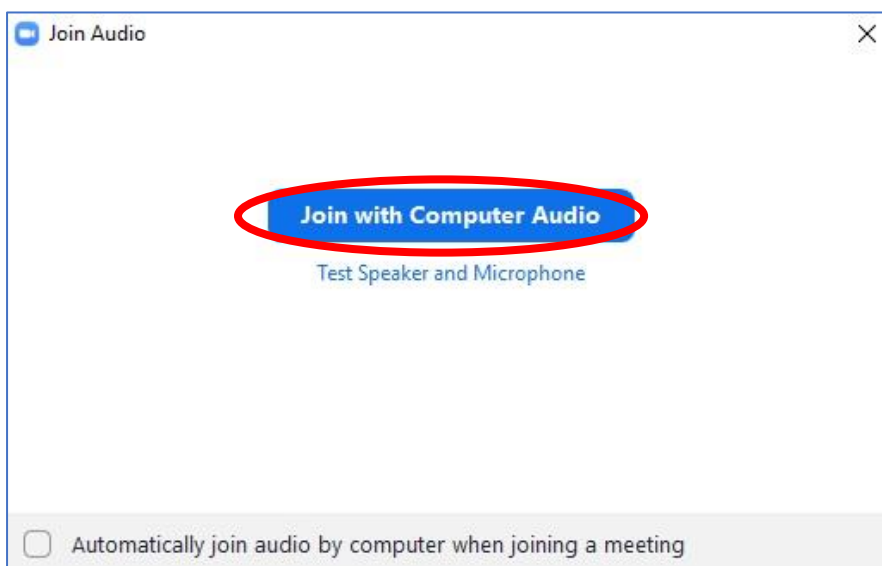 Join Audio
Join with Computer Audio
Test Speaker and Microphone
Automatically join audio by computer when joining a meeting